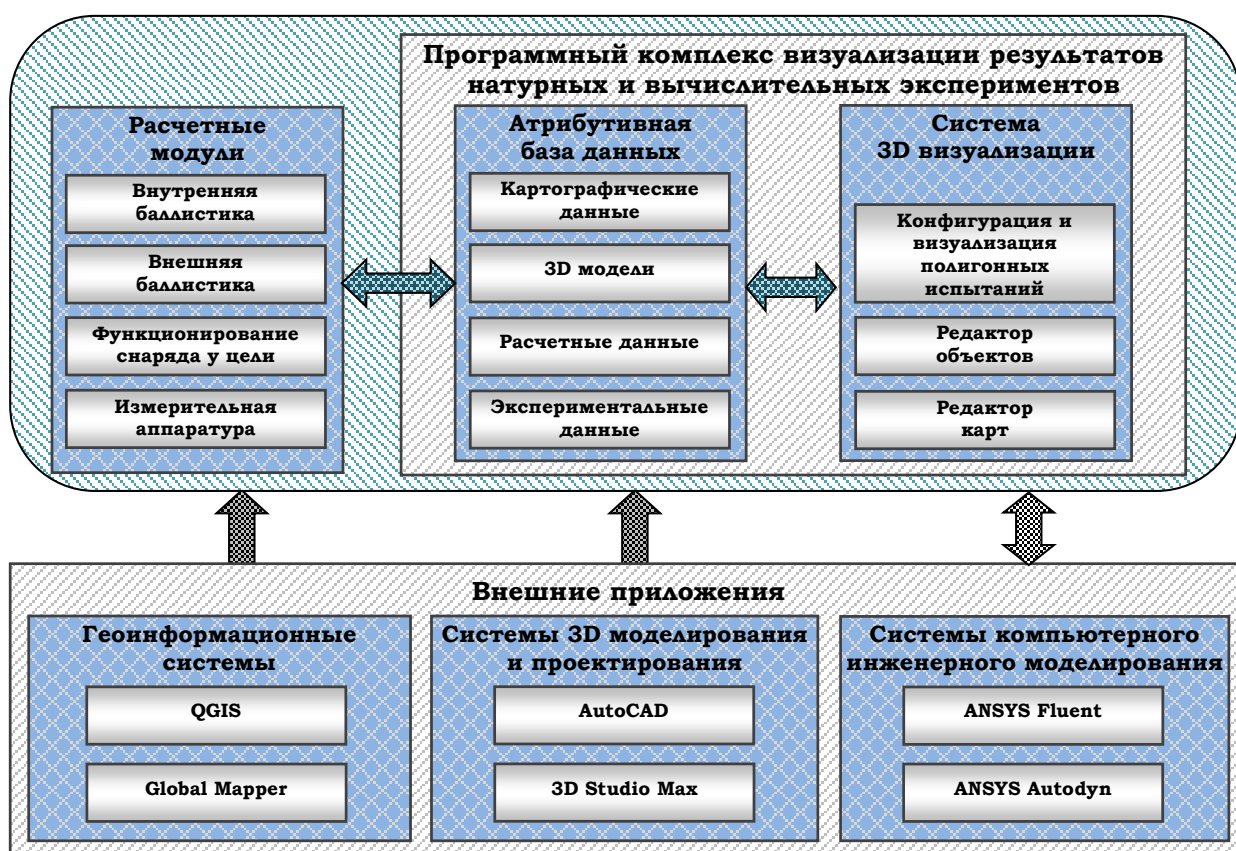 Программный комплекс визуализации результатов
натурных и вычислительных экспериментов
Расчетные
модули
Внутренняя
баллистика
Внешняя
баллистика
Функционирование
снаряда у цели
Измерительная
аппаратура
Атрибутивная
база данных
Картографические
данные
3D модели
Расчетные данные
Экспериментальные
данные
Система
3D визуализации
Конфигурация и
визуализация
полигонных
испытаний
Редактор
объектов
Редактор
карт
Внешние приложения
Геоинформационные
системы
QGIS
Global Mapper
Системы 3D моделирования
и проектирования
AutoCAD
3D Studio Max
Системы компьютерного
инженерного моделирования
ANSYS Fluent
ANSYS Autodyn